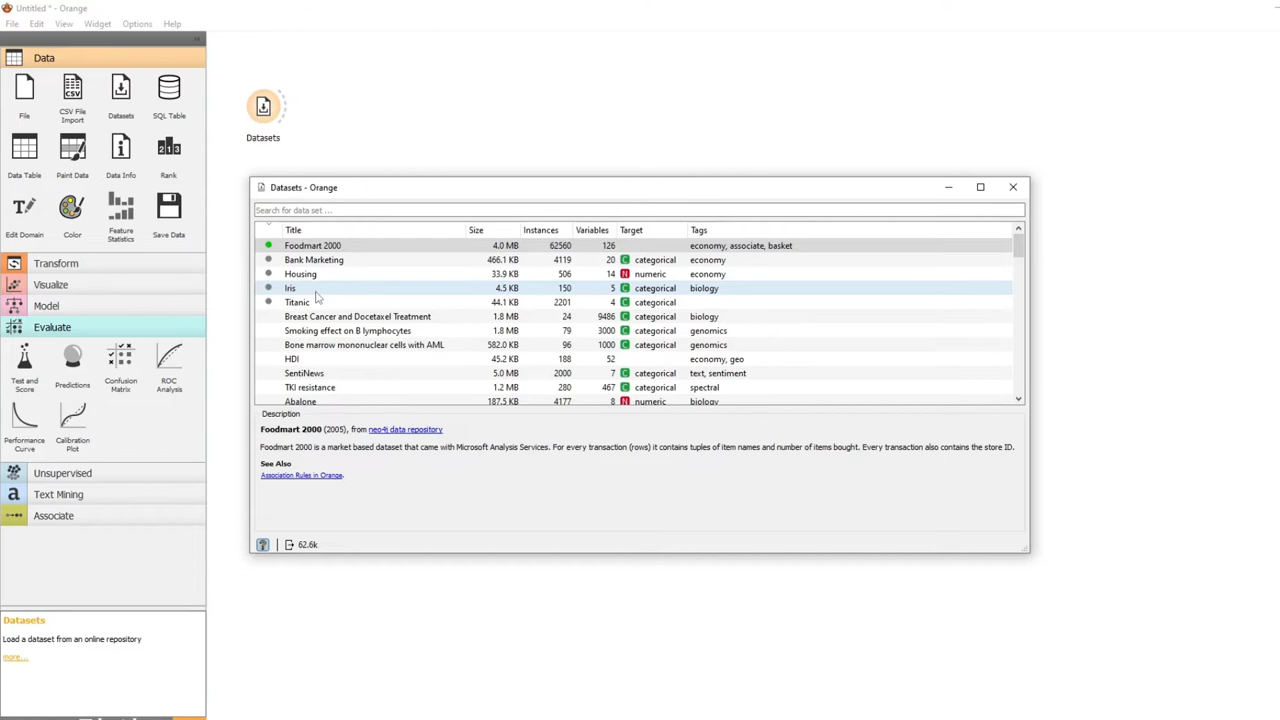 Untitled * - Orange
File Edit View Widget Options Help
Data
File CSV File Import Datasets SQL Table
Data Table Paint Data Data Info Rank
Edit Domain Color Feature Statistics Save Data
Transform
Visualize
Model
Evaluate
Test and Score Predictions Confusion Matrix ROC Analysis
Performance Curve Calibration Plot
Unsupervised
Text Mining
Associate
Datasets
Load a dataset from an online repository
more...
Datasets
Datasets - Orange
Search for data set ...
Title Size Instances Variables Target Tags
Foodmart 2000 4.0 MB 62560 126 economy, associate, basket
Bank Marketing 466.1 KB 4119 20 C categorical economy
Housing 33.9 KB 506 14 N numeric economy
Iris 4.5 KB 150 5 C categorical biology
Titanic 44.1 KB 2201 4 C categorical
Breast Cancer and Docetaxel Treatment 1.8 MB 24 9486 C categorical biology
Smoking effect on B lymphocytes 1.8 MB 79 3000 C categorical genomics
Bone marrow mononuclear cells with AML 582.0 KB 96 1000 C categorical genomics
HDI 45.2 KB 188 52 economy, geo
SentiNews 5.0 MB 2000 7 C categorical text, sentiment
TKI resistance 1.2 MB 280 467 C categorical spectral
Abalone 187.5 KB 4177 8 N numeric biology
Description
Foodmart 2000 (2005), from neo4j data repository
Foodmart 2000 is a market based dataset that came with Microsoft Analysis Services. For every transaction (rows) it contains tuples of item names and number of items bought. Every transaction also contains the store ID.
See Also
Association Rules in Orange.
? | 62.6k